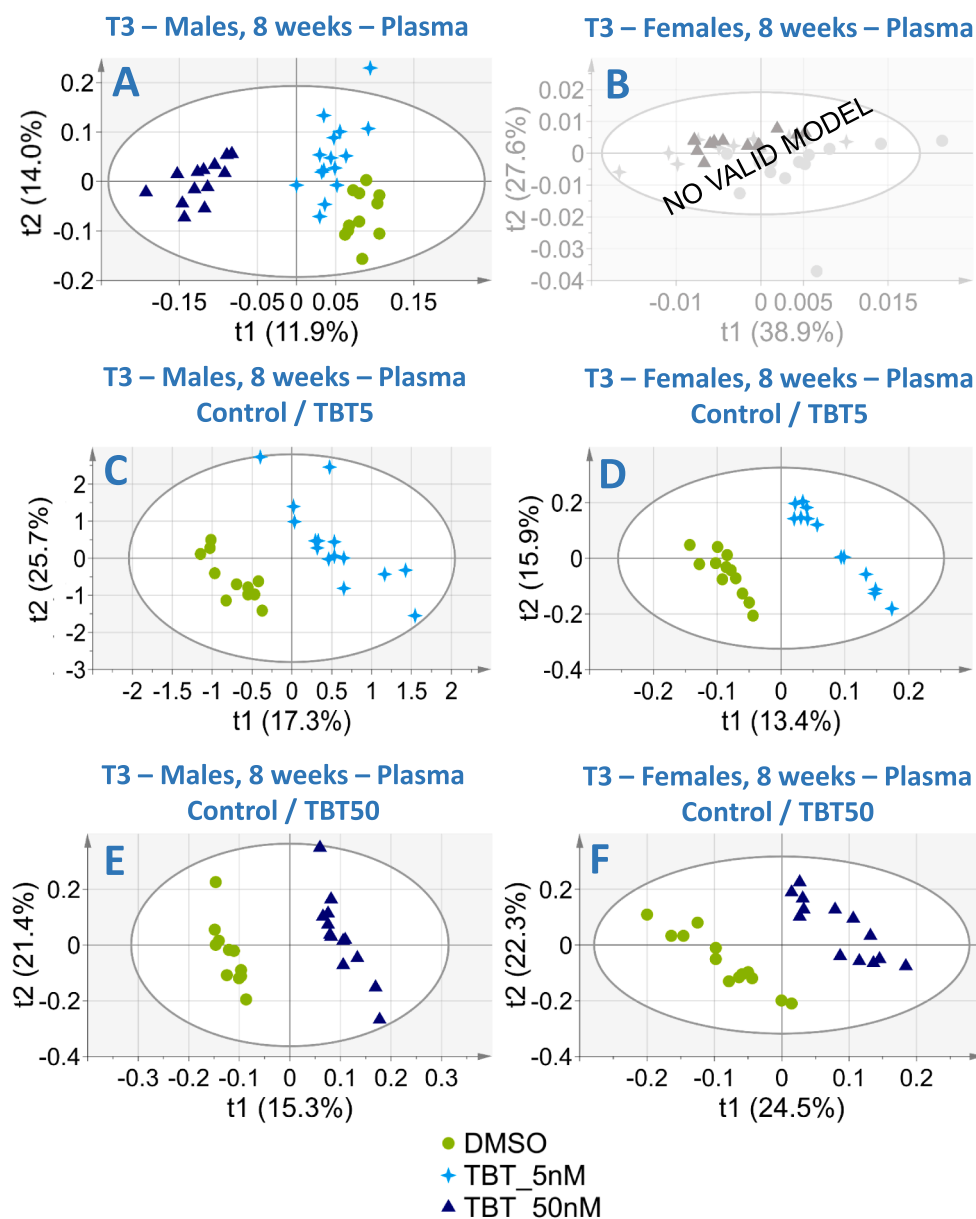 T3 – Males, 8 weeks – Plasma
A
t2 (14.0%)
0.2
0.1
0
-0.1
-0.2
-0.15
-0.05
0
0.05
0.15
t1 (11.9%)
T3 – Females, 8 weeks – Plasma
B
NO VALID MODEL
t2 (27.6%)
0.02
0.01
0
-0.01
-0.02
-0.03
-0.04
-0.01
0
0.005
0.015
t1 (38.9%)
T3 – Males, 8 weeks – Plasma
Control / TBT5
C
t2 (25.7%)
2
1
0
-1
-2
-3
-2
-1.5
-1
-0.5
0
0.5
1
1.5
2
t1 (17.3%)
T3 – Females, 8 weeks – Plasma
Control / TBT5
D
t2 (15.9%)
0.2
0
-0.2
-0.4
-0.2
-0.1
0
0.1
0.2
t1 (13.4%)
T3 – Males, 8 weeks – Plasma
Control / TBT50
E
t2 (21.4%)
0.2
0
-0.2
-0.4
-0.3
-0.2
-0.1
0
0.1
0.2
0.3
t1 (15.3%)
T3 – Females, 8 weeks – Plasma
Control / TBT50
F
t2 (22.3%)
0.2
0
-0.2
-0.4
-0.2
-0.1
0
0.1
0.2
t1 (24.5%)
DMSO
TBT_5nM
TBT_50nM